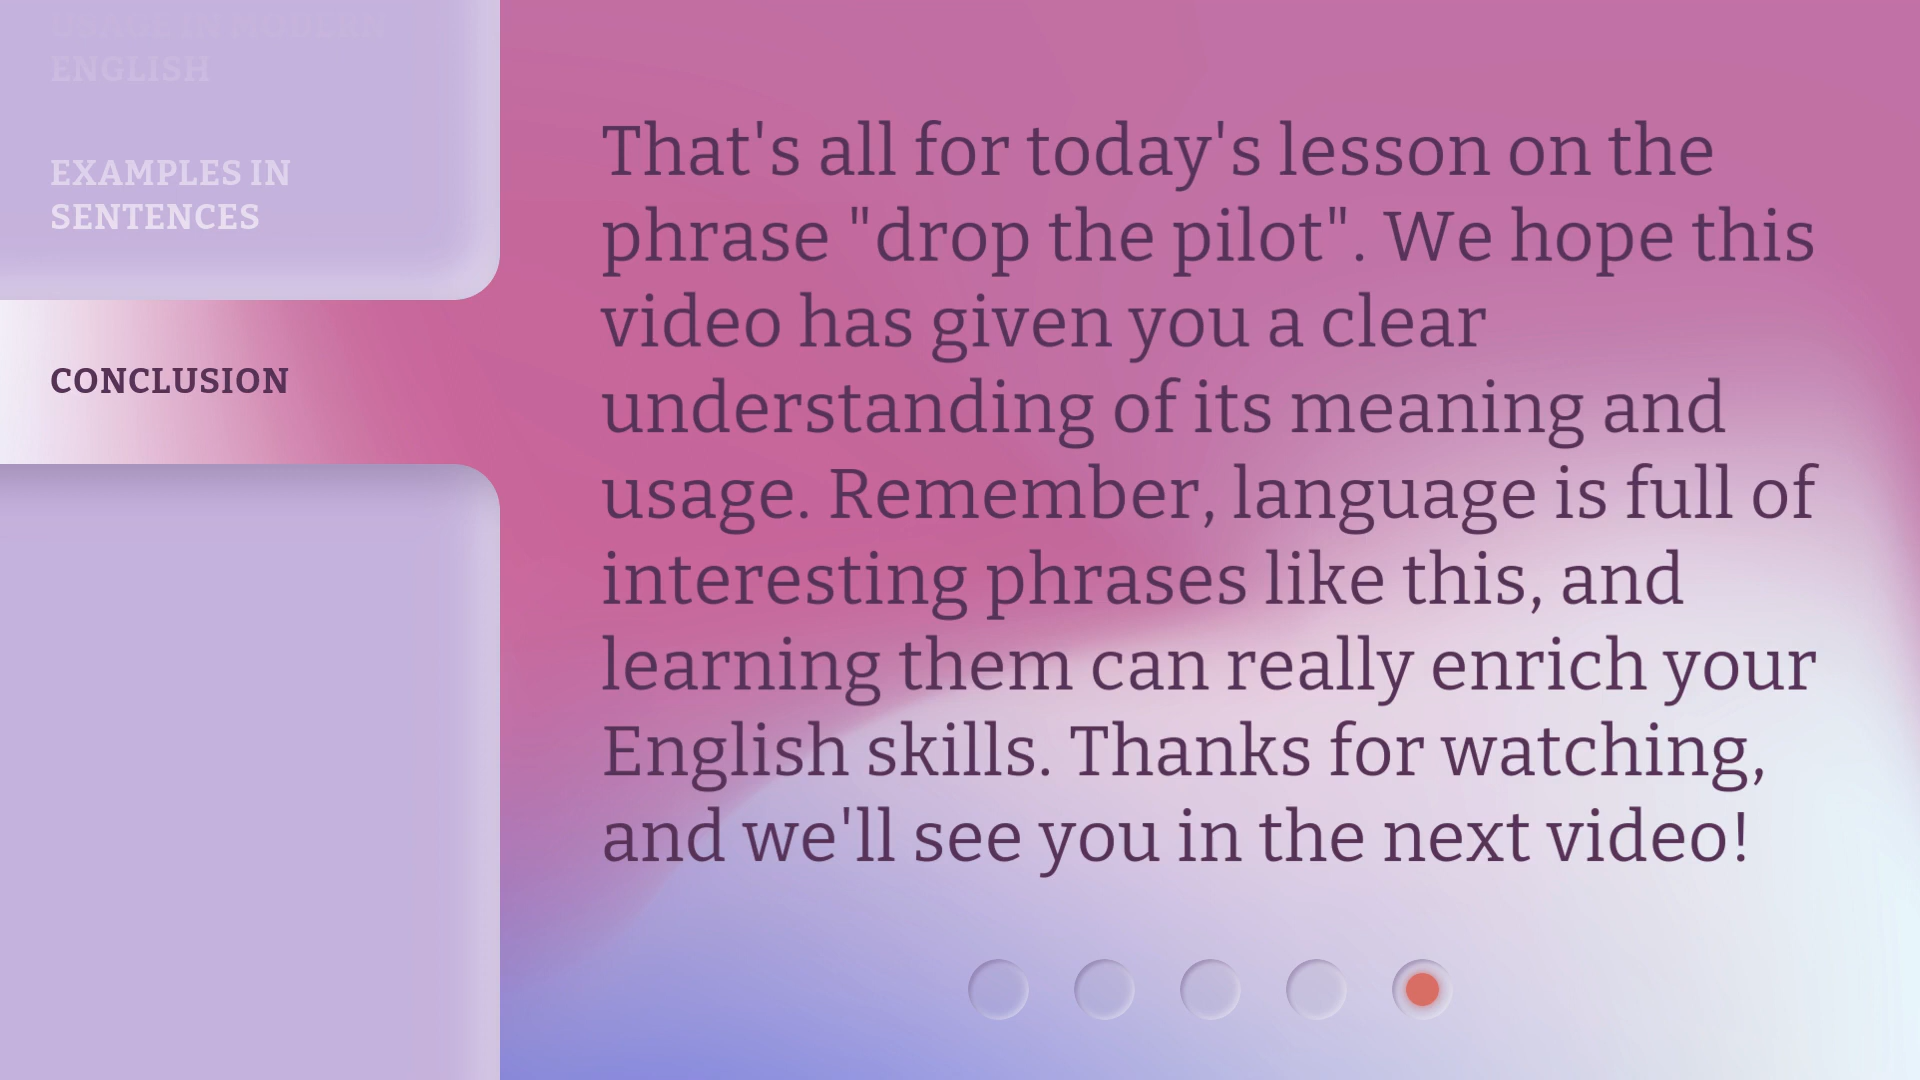 USAGE IN MODERN
ENGLISH
EXAMPLES IN
SENTENCES
CONCLUSION
That's all for today's lesson on the
phrase "drop the pilot". We hope this
video has given you a clear
understanding of its meaning and
usage. Remember, language is full of
interesting phrases like this, and
learning them can really enrich your
English skills. Thanks for watching,
and we'll see you in the next video!